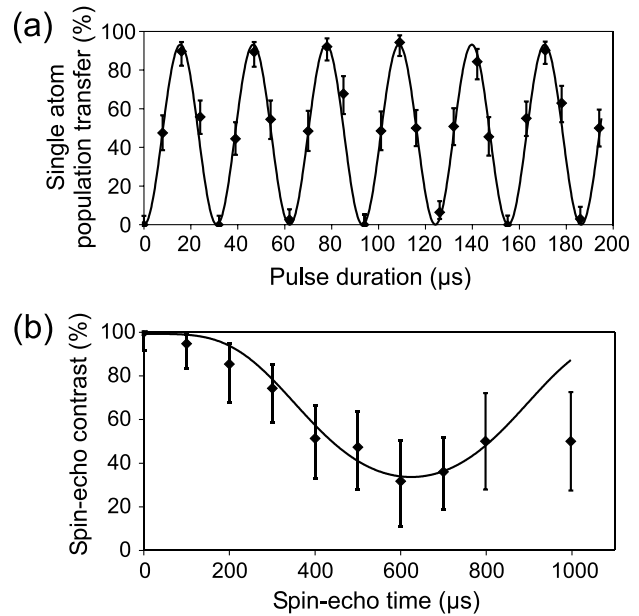 (a)
Single atom
population transfer (%)
100
80
60
40
20
0
0 20 40 60 80 100 120 140 160 180 200
Pulse duration (µs)
(b)
Spin-echo contrast (%)
100
80
60
40
20
0
0 200 400 600 800 1000
Spin-echo time (µs)